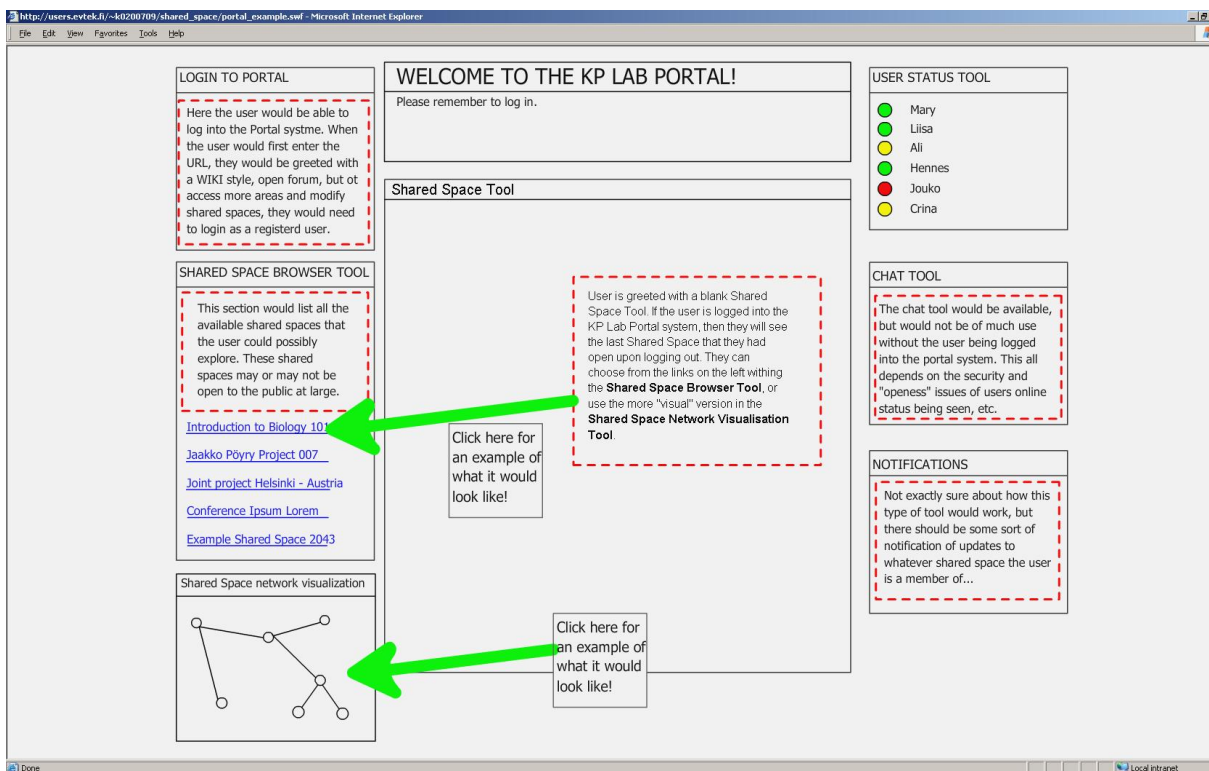 http://users.evtek.fi/~k0200709/shared_space/portal_example.swf - Microsoft Internet Explorer
File Edit View Favorites Tools Help
LOGIN TO PORTAL
Here the user would be able to
log into the Portal systme. When
the user would first enter the
URL, they would be greeted with
a WIKI style, open forum, but ot
access more areas and modify
shared spaces, they would need
to login as a registerd user.
SHARED SPACE BROWSER TOOL
This section would list all the
available shared spaces that
the user could possibly
explore. These shared
spaces may or may not be
open to the public at large.
Introduction to Biology 101
Jaakko Pöyry Project 007
Joint project Helsinki - Austria
Conference Ipsum Lorem
Example Shared Space 2043
Shared Space network visualization
WELCOME TO THE KP LAB PORTAL!
Please remember to log in.
Shared Space Tool
User is greeted with a blank Shared
Space Tool. If the user is logged into the
KP Lab Portal system, then they will see
the last Shared Space that they had
open upon logging out. They can
choose from the links on the left withing
the Shared Space Browser Tool, or
use the more "visual" version in the
Shared Space Network Visualisation
Tool.
Click here for
an example of
what it would
look like!
Click here for
an example of
what it would
look like!
USER STATUS TOOL
Mary
Liisa
Ali
Hennes
Jouko
Crina
CHAT TOOL
The chat tool would be available,
but would not be of much use
without the user being logged
into the portal system. This all
depends on the security and
"openess" issues of users online
status being seen, etc.
NOTIFICATIONS
Not exactly sure about how this
type of tool would work, but
there should be some sort of
notification of updates to
whatever shared space the user
is a member of...
Done
Local intranet